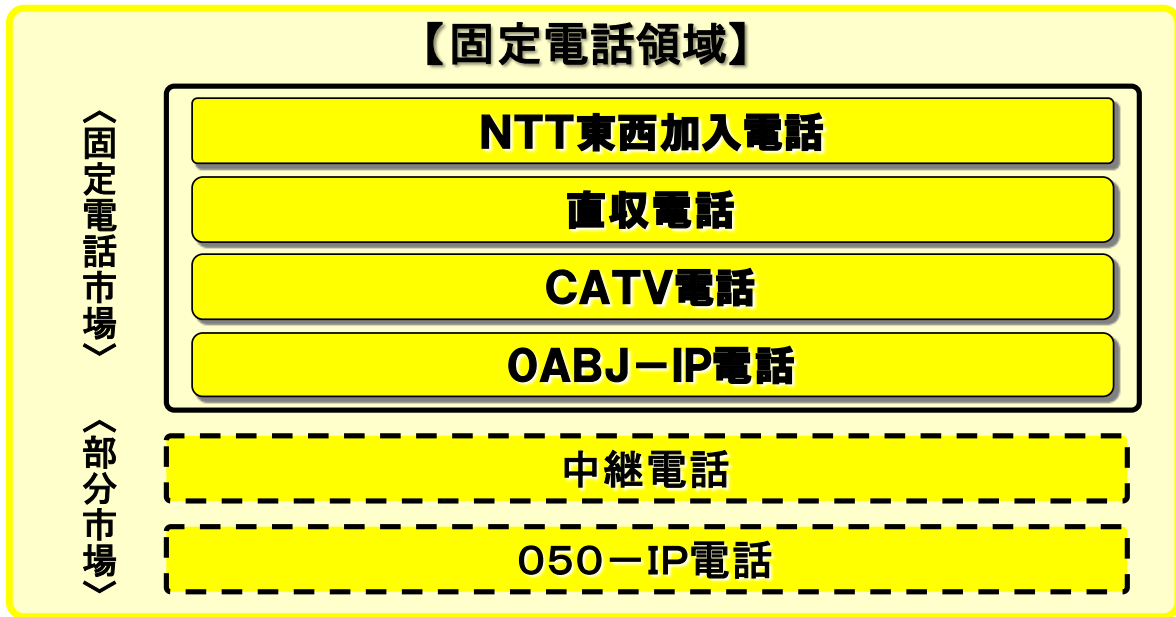 【固定電話領域】
〈固定電話市場〉
NTT東西加入電話
直収電話
CATV電話
0ABJ－IP電話
〈部分市場〉
中継電話
050－IP電話